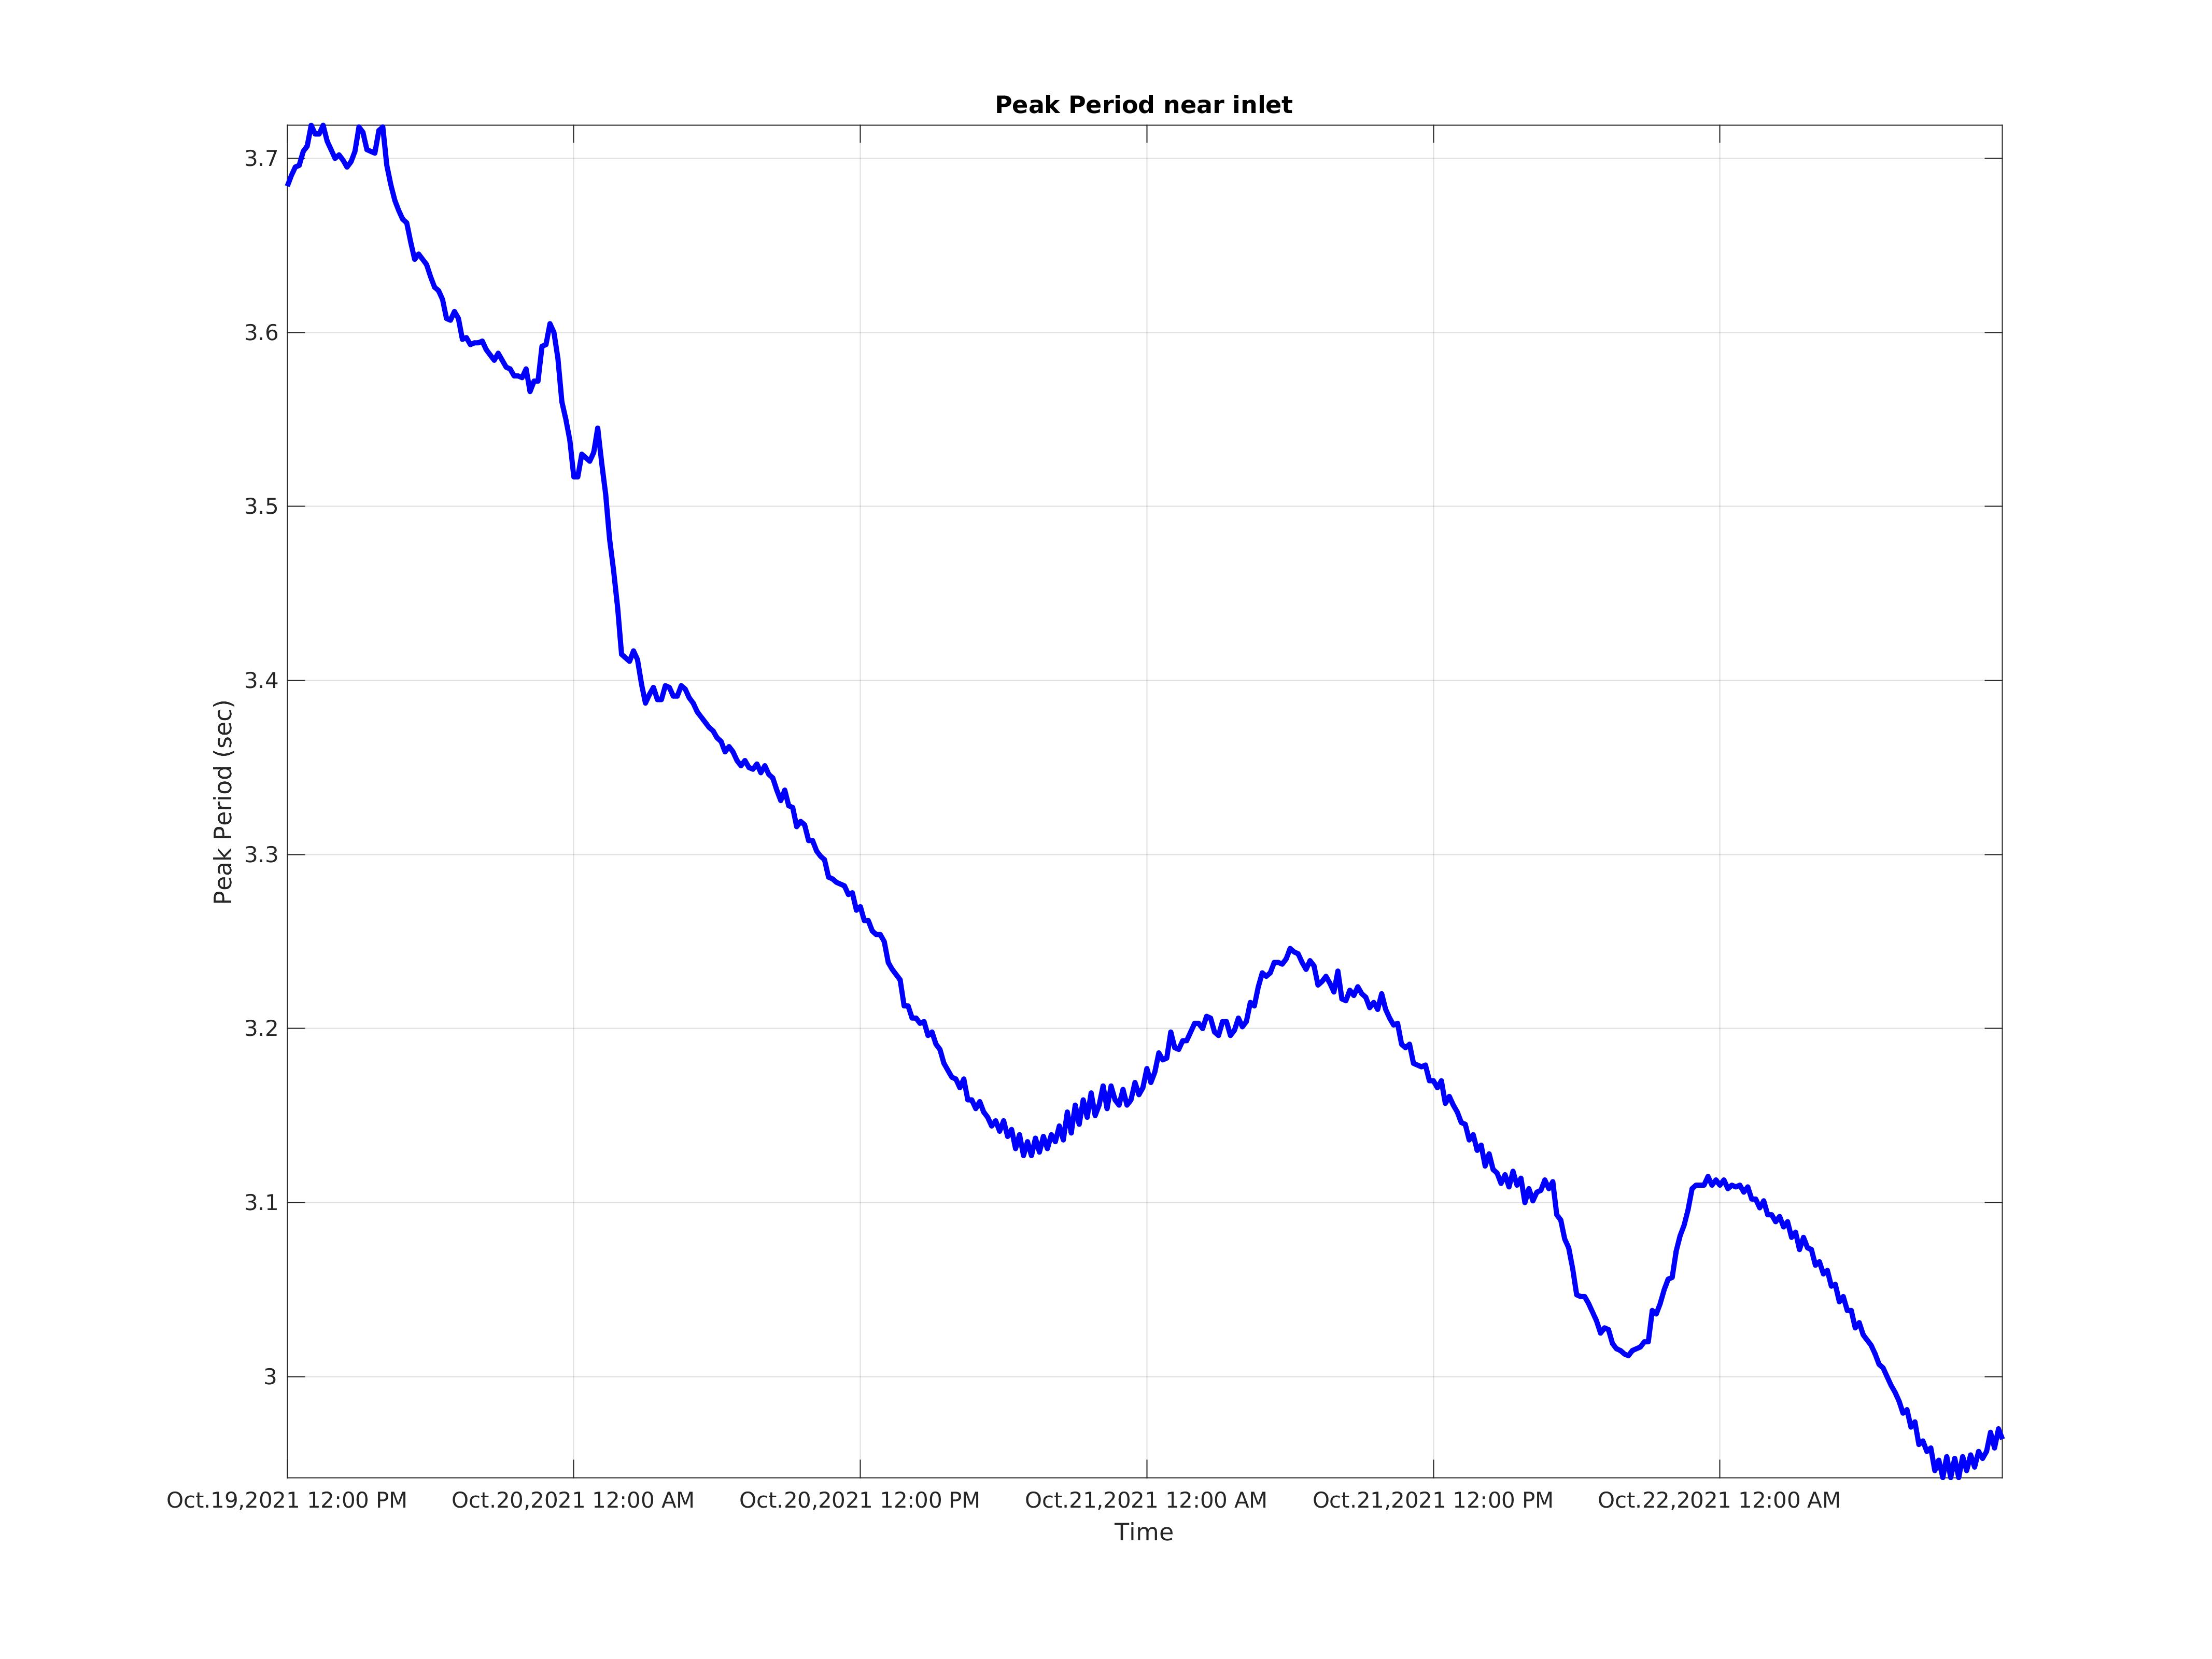 Peak Period near inlet
3.7
3.6
3.5
3.4
3.3
3.2
3.1
3
Peak Period (sec)
Oct.19,2021 12:00 PM
Oct.20,2021 12:00 AM
Oct.20,2021 12:00 PM
Oct.21,2021 12:00 AM
Oct.21,2021 12:00 PM
Oct.22,2021 12:00 AM
Time